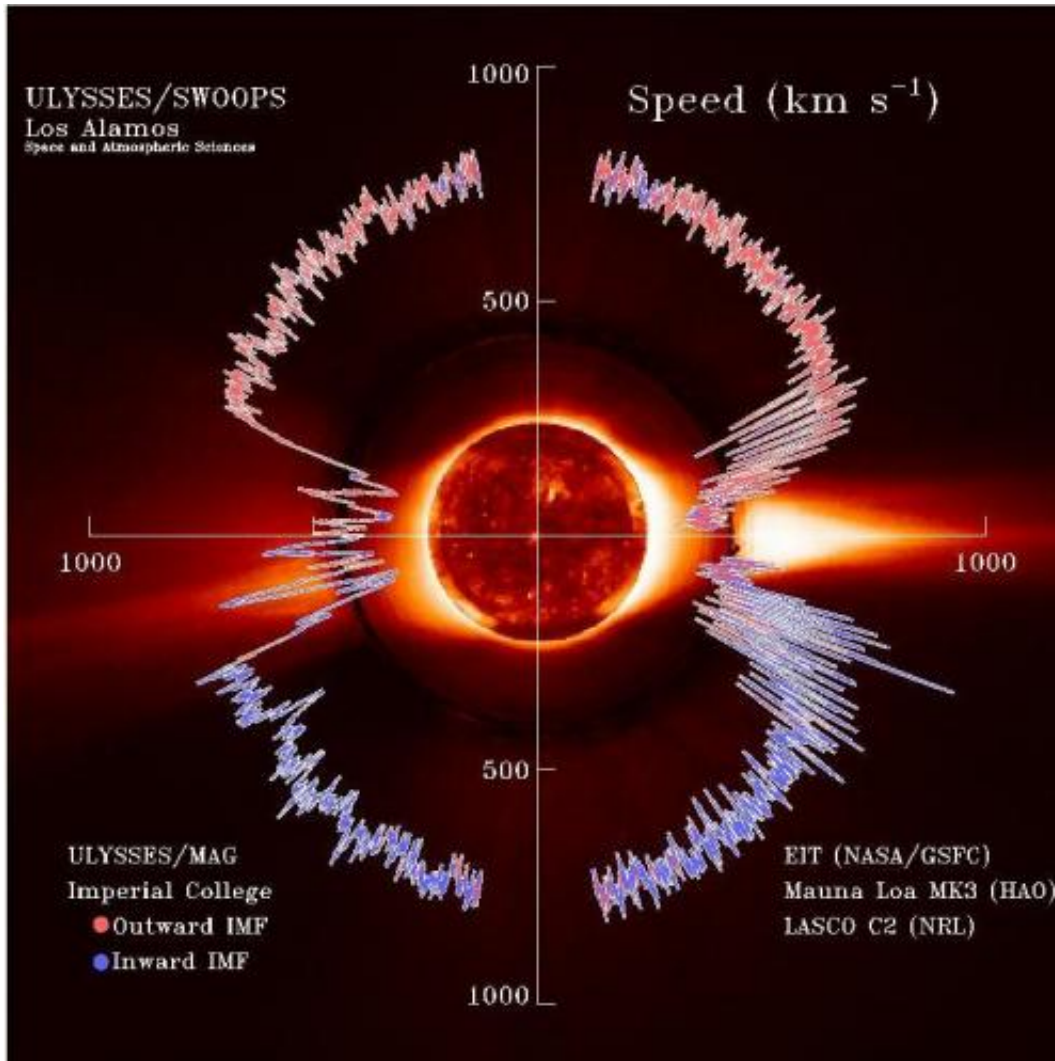 ULYSSES/SWOOPS
Los Alamos
Space and Atmospheric Sciences
Speed (km s⁻¹)
1000
500
1000
1000
500
1000
ULYSSES/MAG
Imperial College
Outward IMF
Inward IMF
EIT (NASA/GSFC)
Mauna Loa MK3 (HAO)
LASCO C2 (NRL)